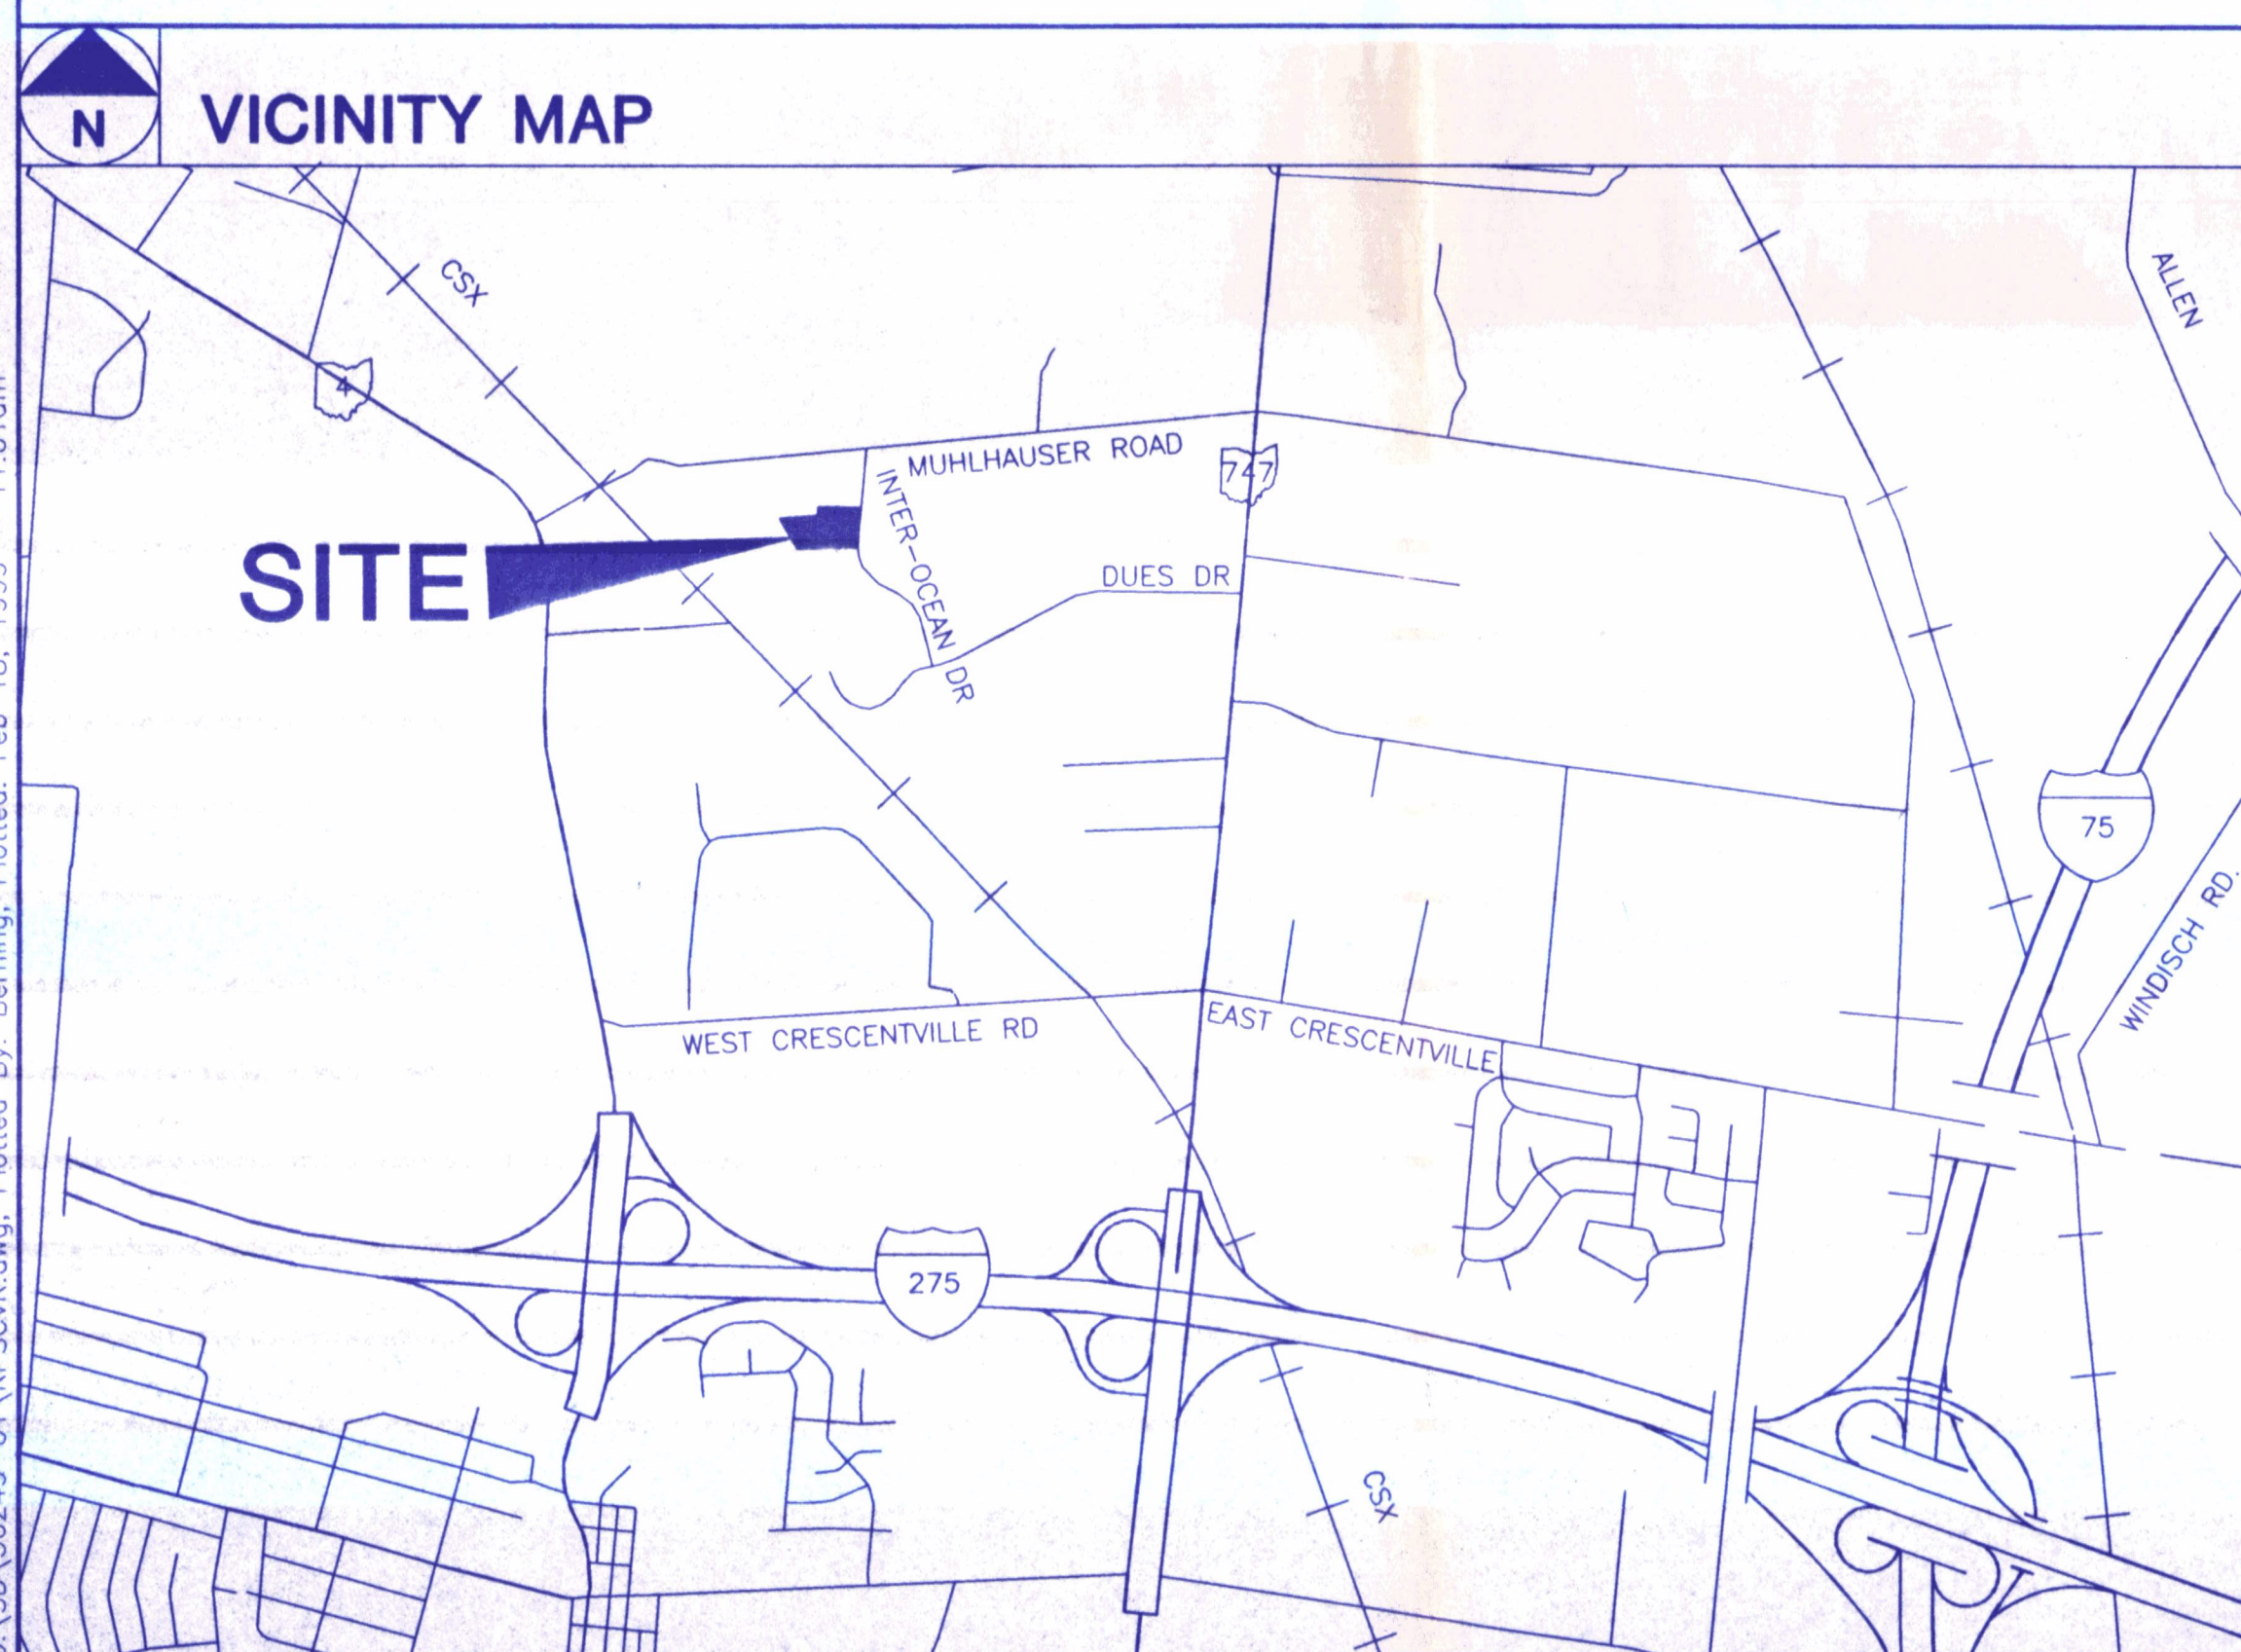 N
VICINITY MAP
CSX
ALLEN
4
MUHLHAUSER ROAD
747
INTER-OCEAN DR
SITE
DUES DR
75
WINDISCH RD.
WEST CRESCENTVILLE RD
EAST CRESCENTVILLE
275
CSX